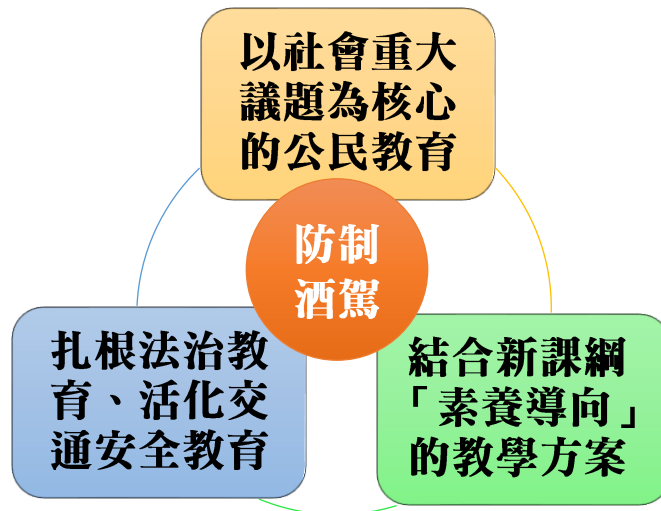 以社會重大
議題為核心
的公民教育
防制
酒駕
扎根法治教
育、活化交
通安全教育
結合新課綱
「素養導向」
的教學方案